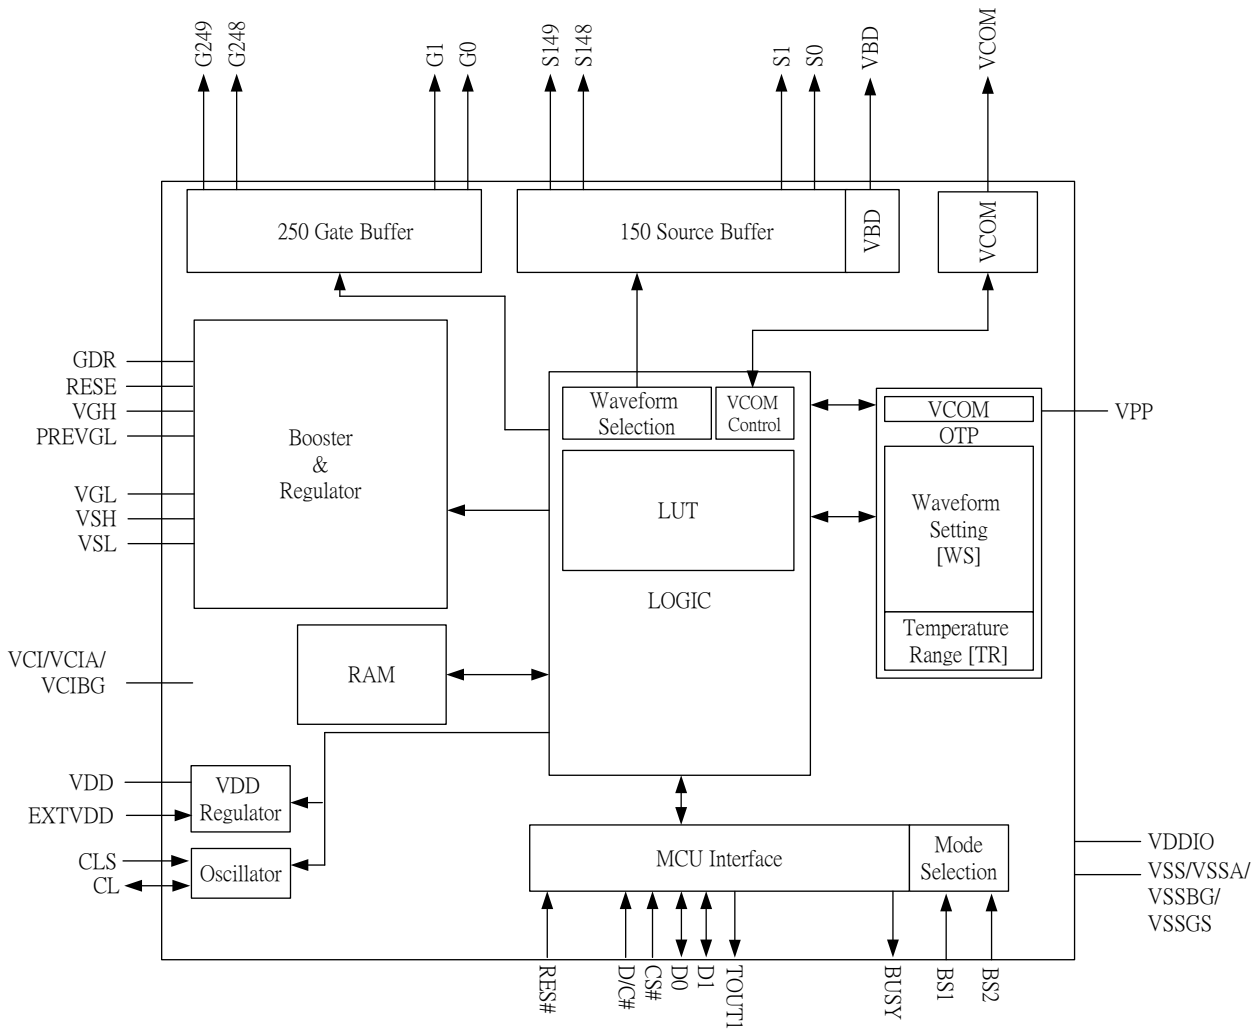 G249
G248
G1
G0
S149
S148
S1
S0
VBD
VCOM
250 Gate Buffer
150 Source Buffer
VBD
VCOM
GDR
RESE
VGH
PREVGL
VGL
VSH
VSL
Booster
&
Regulator
Waveform
Selection
VCOM
Control
LUT
LOGIC
VCOM
OTP
Waveform
Setting
[WS]
Temperature
Range [TR]
VPP
VCI/VCIA/
VCIBG
RAM
VDD
EXTVDD
VDD
Regulator
CLS
CL
Oscillator
MCU Interface
Mode
Selection
VDDIO
VSS/VSSA/
VSSBG/
VSSGS
RES#
D/C#
CS#
D0
D1
TOUT1
BUSY
BS1
BS2